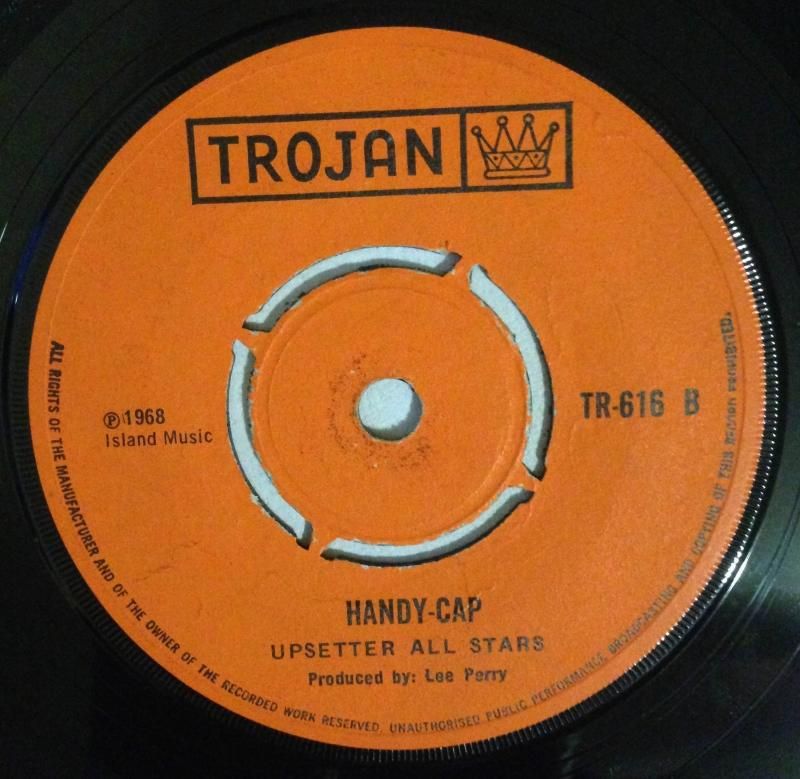 TROJAN
℗1968
Island Music
TR-616 B
HANDY-CAP
UPSETTER ALL STARS
Produced by: Lee Perry
ALL RIGHTS OF THE MANUFACTURER AND OF THE OWNER OF THE RECORDED WORK RESERVED. UNAUTHORISED PUBLIC PERFORMANCE BROADCASTING AND COPYING OF THIS RECORD PROHIBITED.